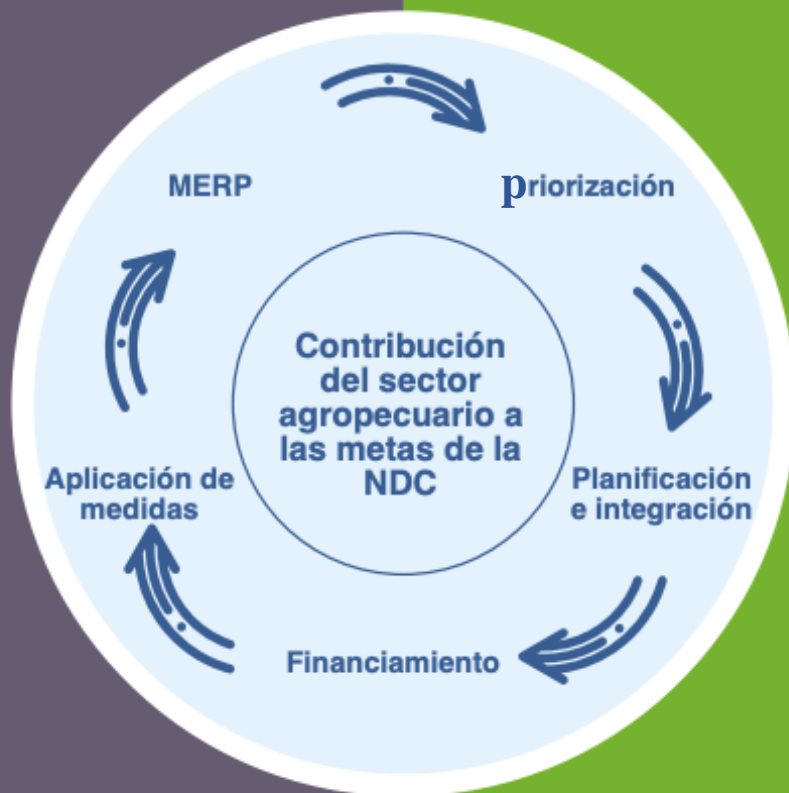 MERP
priorización
Contribución
del sector
agropecuario a
las metas de la
NDC
Aplicación de
medidas
Planificación
e integración
Financiamiento